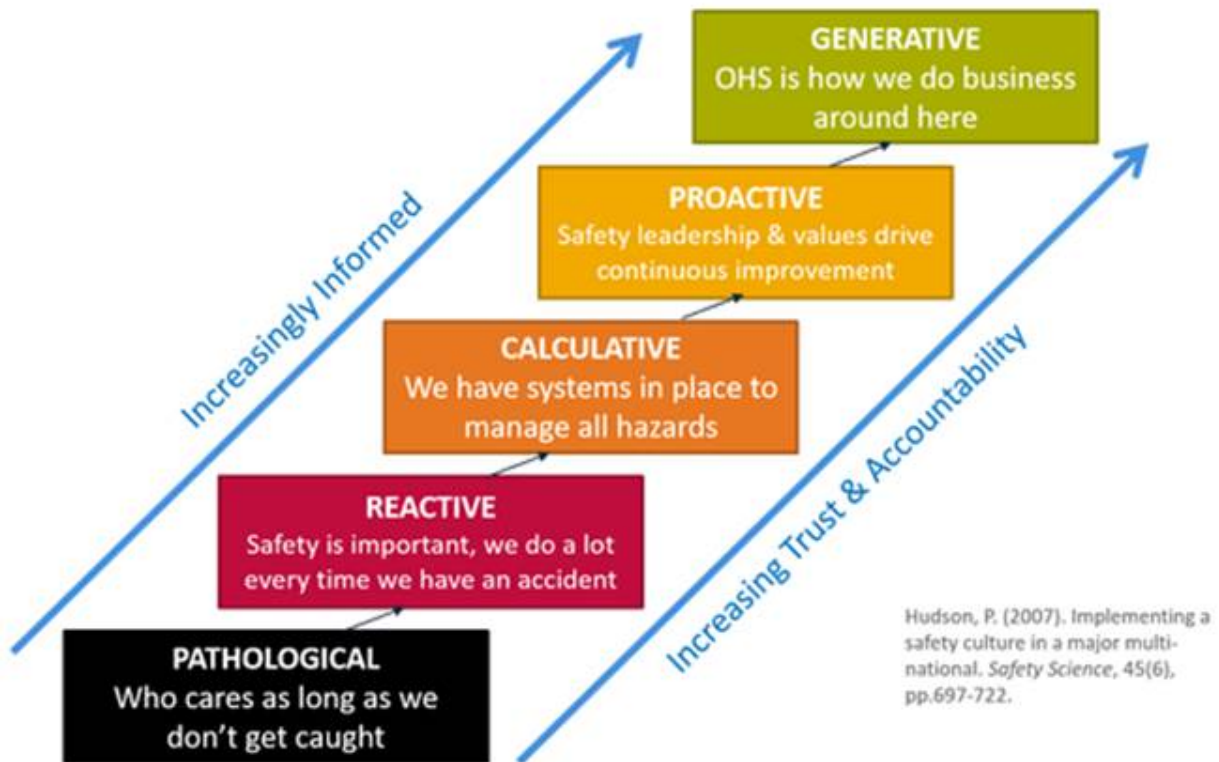 GENERATIVE
OHS is how we do business
around here
PROACTIVE
Safety leadership & values drive
continuous improvement
CALCULATIVE
We have systems in place to
manage all hazards
REACTIVE
Safety is important, we do a lot
every time we have an accident
PATHOLOGICAL
Who cares as long as we
don't get caught
Increasingly Informed
Increasing Trust & Accountability
Hudson, P. (2007). Implementing a
safety culture in a major multi-
national. Safety Science, 45(6),
pp.697-722.